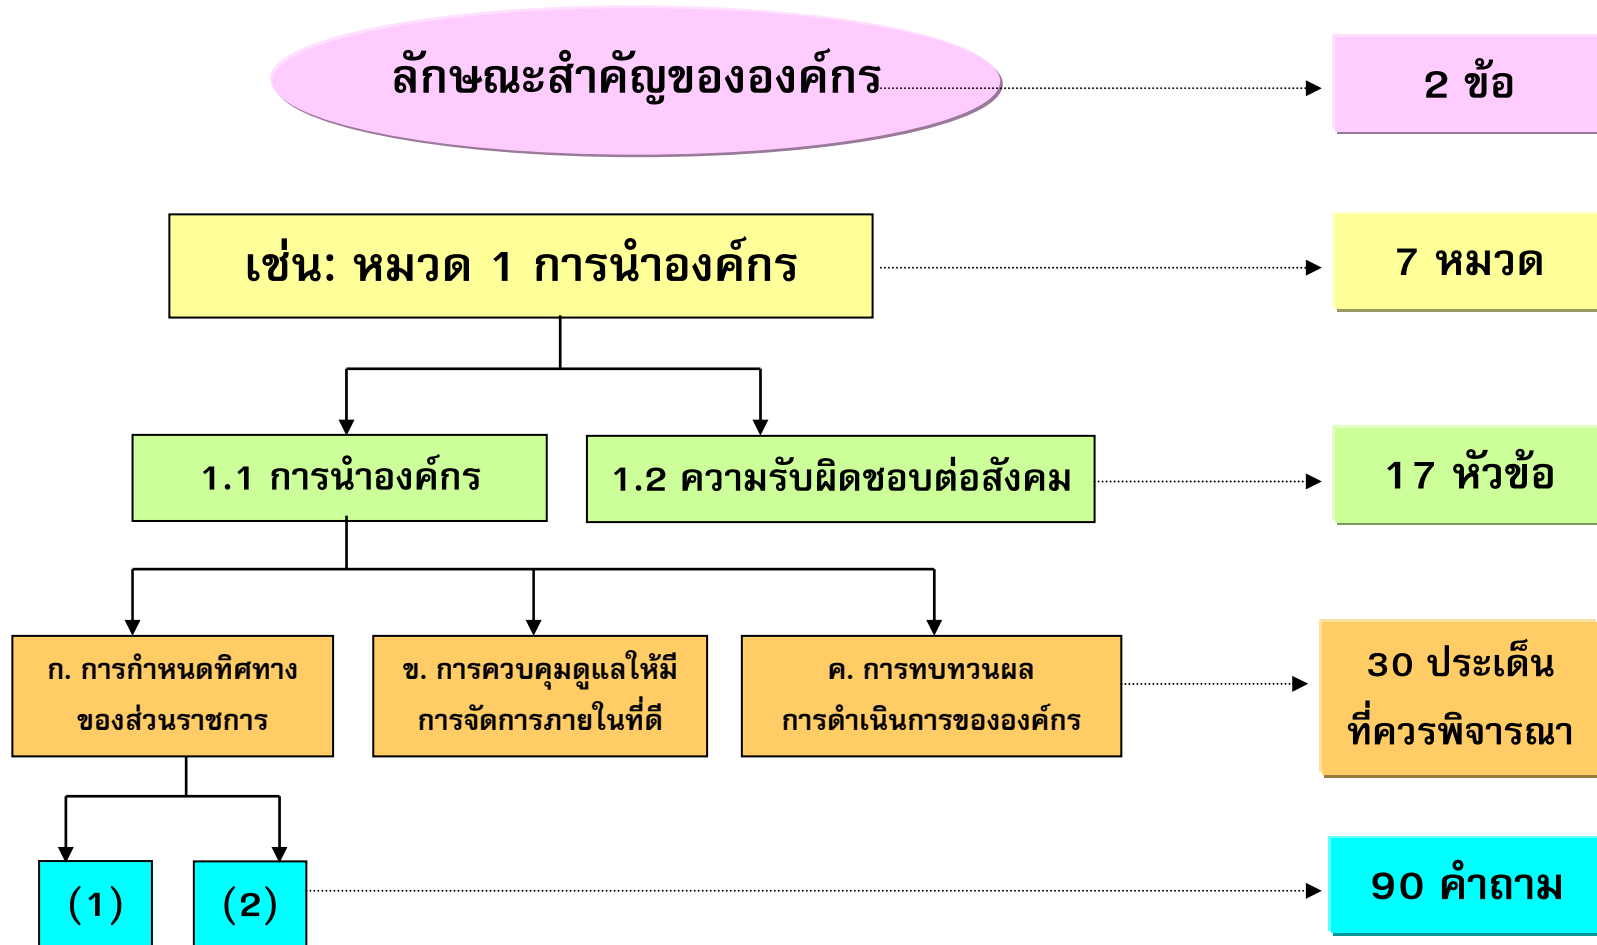 ลักษณะสำคัญขององค์กร
2 ข้อ
เช่น: หมวด 1 การนำองค์กร
7 หมวด
1.1 การนำองค์กร
1.2 ความรับผิดชอบต่อสังคม
17 หัวข้อ
ก. การกำหนดทิศทาง
ของส่วนราชการ
ข. การควบคุมดูแลให้มี
การจัดการภายในที่ดี
ค. การทบทวนผล
การดำเนินการขององค์กร
30 ประเด็น
ที่ควรพิจารณา
(1)
(2)
90 คำถาม